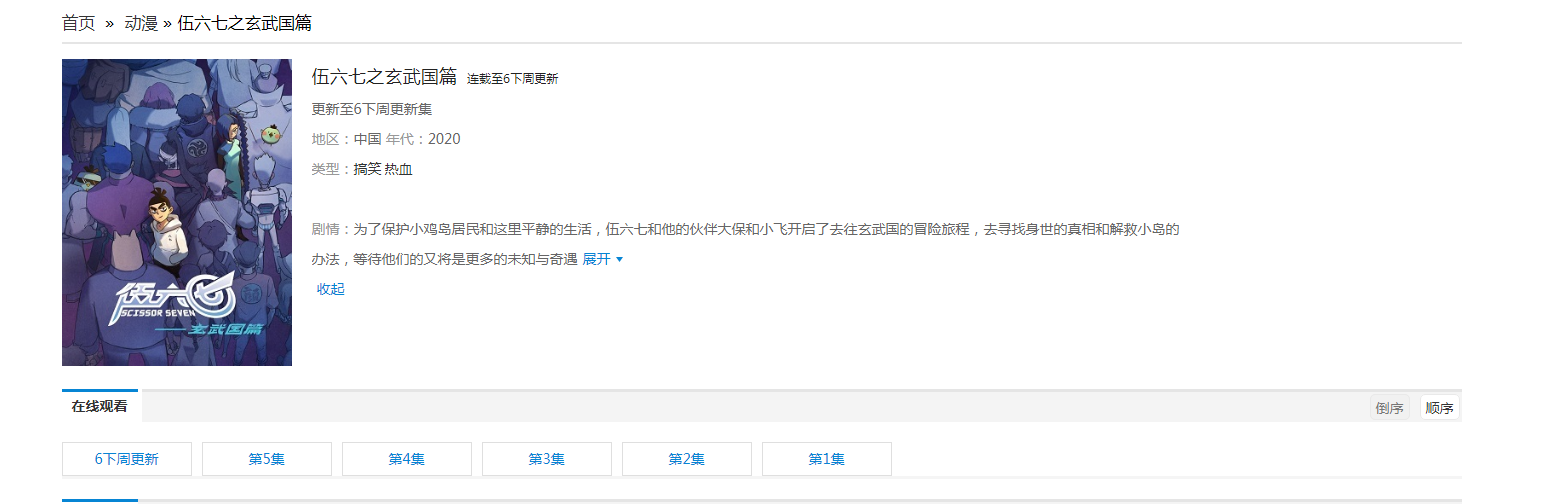 首页 » 动漫 » 伍六七之玄武国篇
伍六七之玄武国篇 连载至6下周更新
更新至6下周更新集
地区：中国 年代：2020
类型：搞笑 热血
剧情：为了保护小鸡岛居民和这里平静的生活，伍六七和他的伙伴大保和小飞开启了去往玄武国的冒险旅程，去寻找身世的真相和解救小岛的
办法，等待他们的又将是更多的未知与奇遇 展开
收起
伍六七
SCISSOR SEVEN
——玄武国篇
在线观看 倒序 顺序
6下周更新 第5集 第4集 第3集 第2集 第1集